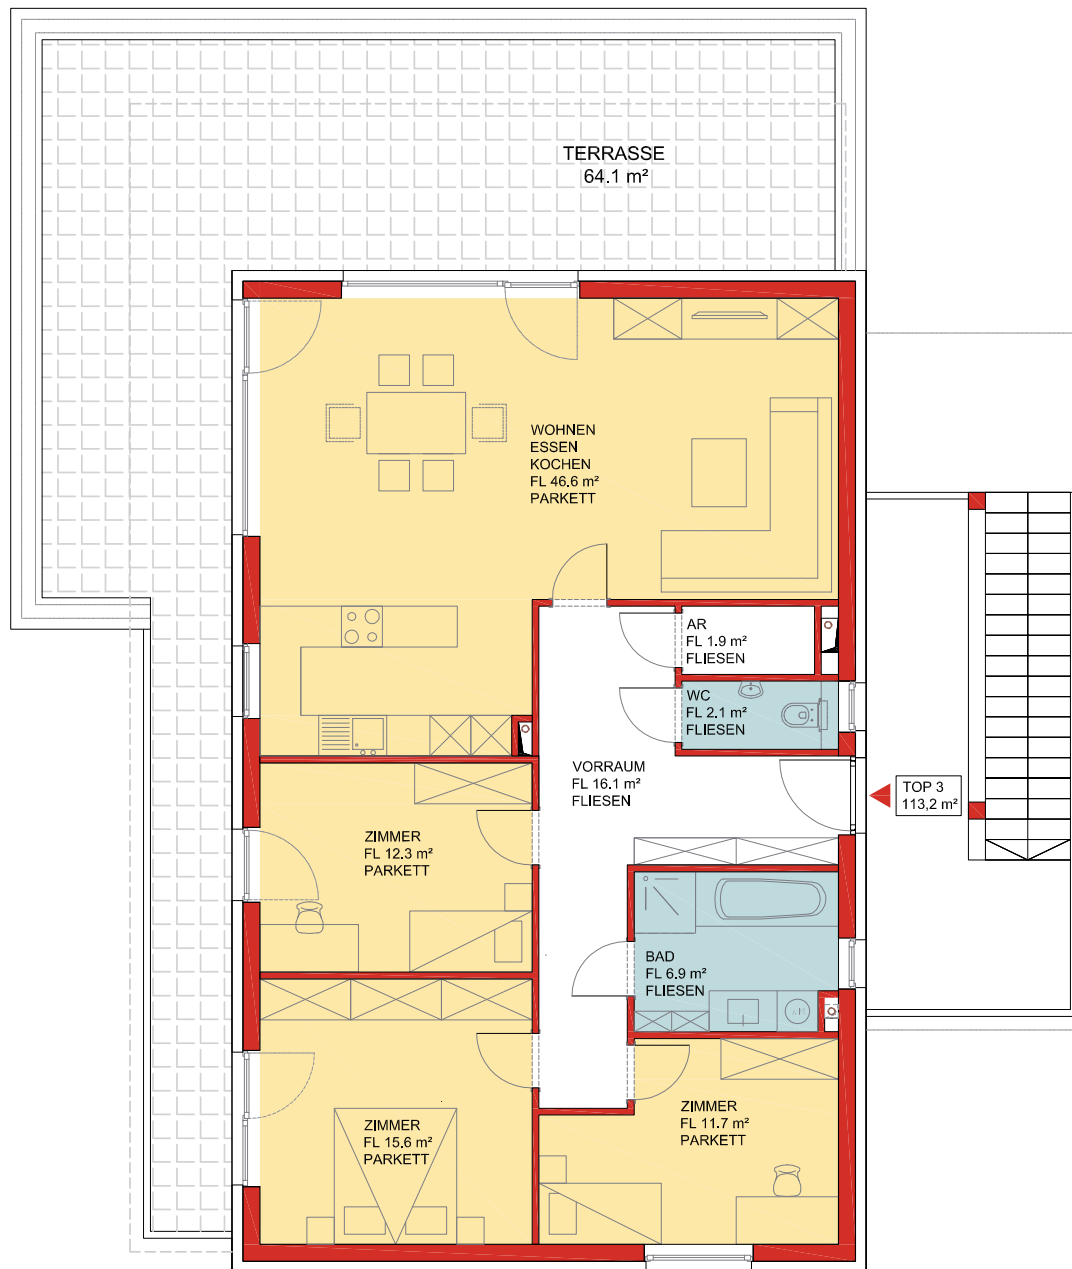 TERRASSE
64.1 m²
WOHNEN
ESSEN
KOCHEN
FL 46.6 m²
PARKETT
AR
FL 1.9 m²
FLIESEN
WC
FL 2.1 m²
FLIESEN
VORRAUM
FL 16.1 m²
FLIESEN
TOP 3
113,2 m²
ZIMMER
FL 12.3 m²
PARKETT
BAD
FL 6.9 m²
FLIESEN
ZIMMER
FL 15.6 m²
PARKETT
ZIMMER
FL 11.7 m²
PARKETT